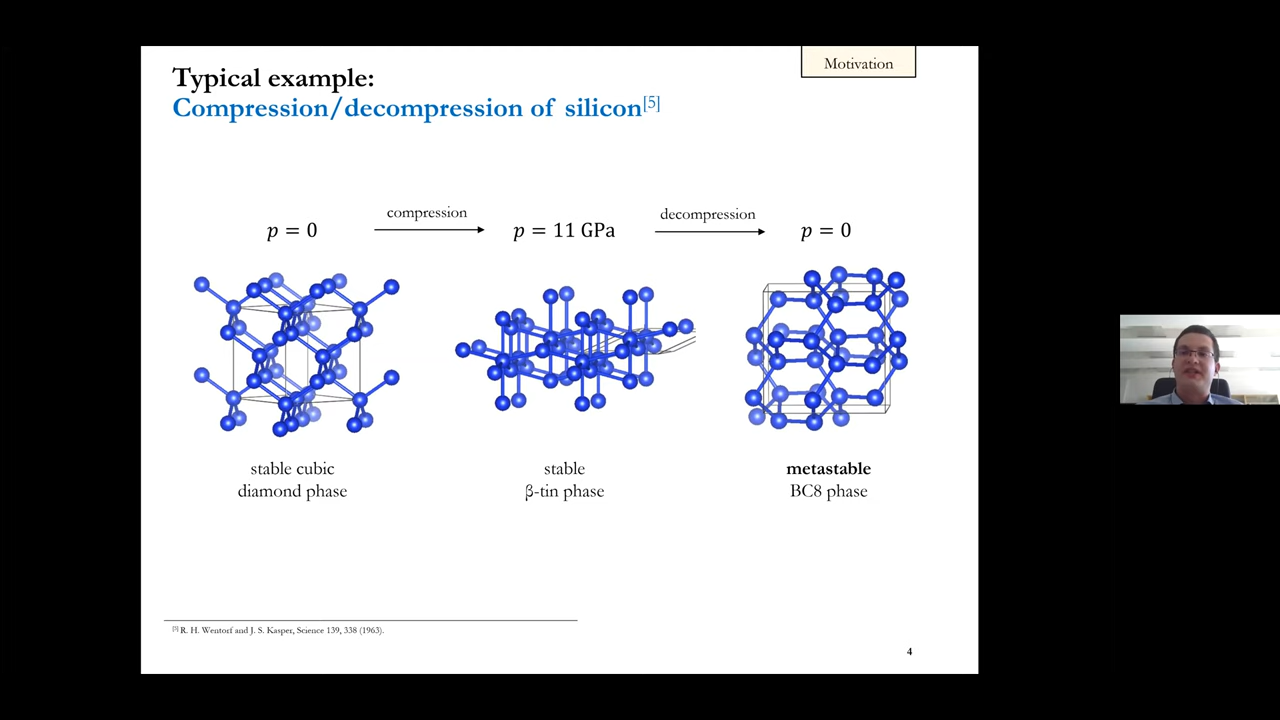 Motivation
Typical example:
Compression/decompression of silicon[5]
compression
decompression
p = 0
p = 11 GPa
p = 0
stable cubic
diamond phase
stable
β-tin phase
metastable
BC8 phase
[5] R. H. Wentorf and J. S. Kasper, Science 139, 338 (1963).
4